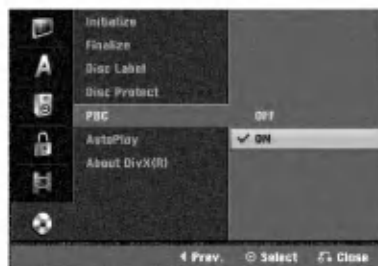 Initialize
Finalize
Disc Label
Disc Protect
PBC OFF
AutoPlay ✔ ON
About DivX(R)
A
◀ Prev. ⊙ Select Close